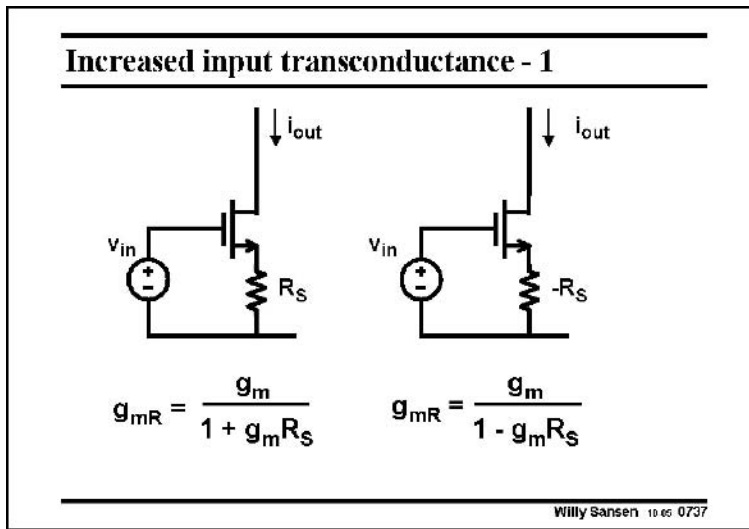 Increased input transconductance - 1
i_out
i_out
v_in
+
-
R_S
v_in
+
-
-R_S
g_mR = g_m / (1 + g_mR_S)
g_mR = g_m / (1 - g_mR_S)
Willy Sansen 10.05 0737